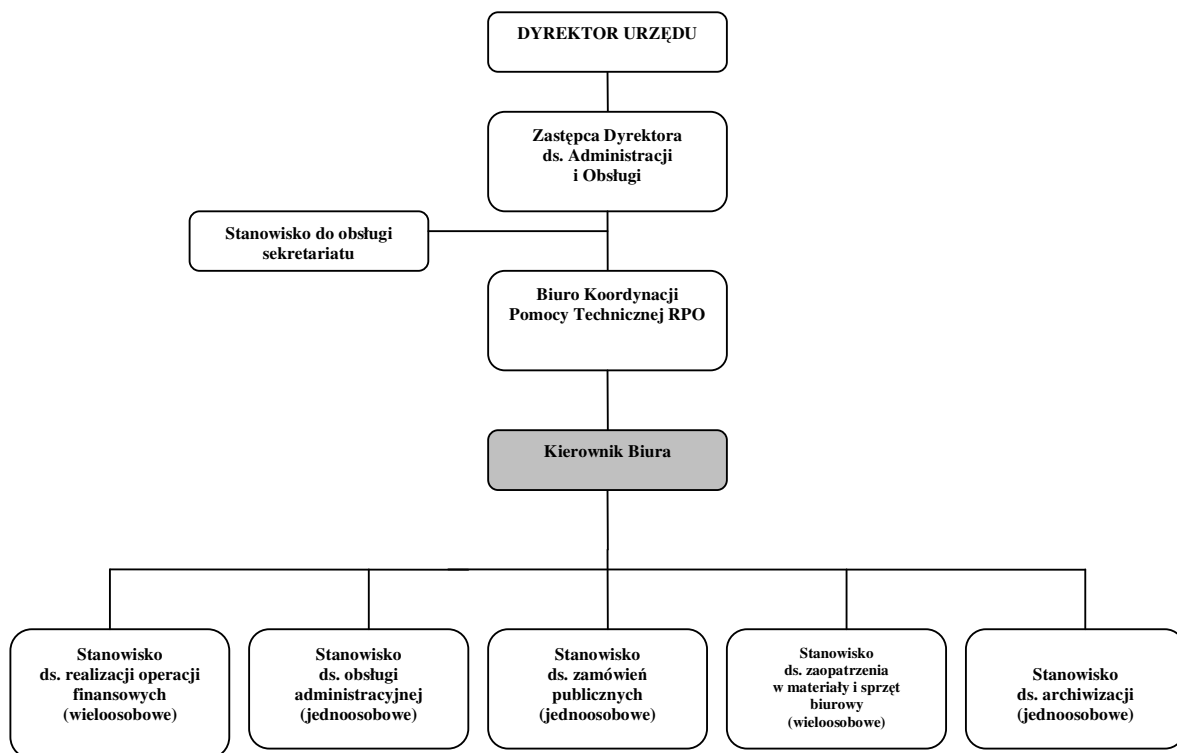 DYREKTOR URZĘDU
Zastępca Dyrektora
ds. Administracji
i Obsługi
Stanowisko do obsługi
sekretariatu
Biuro Koordynacji
Pomocy Technicznej RPO
Kierownik Biura
Stanowisko
ds. realizacji operacji
finansowych
(wieloosobowe)
Stanowisko
ds. obsługi
administracyjnej
(jednoosobowe)
Stanowisko
ds. zamówień
publicznych
(jednoosobowe)
Stanowisko
ds. zaopatrzenia
w materiały i sprzęt
biurowy
(wieloosobowe)
Stanowisko
ds. archiwizacji
(jednoosobowe)